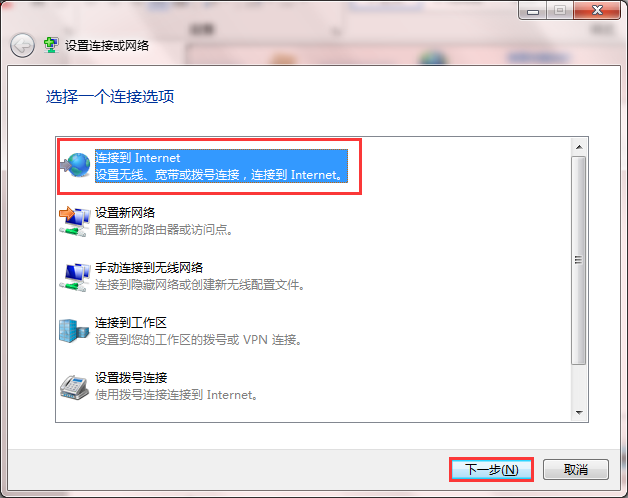 设置连接或网络
选择一个连接选项
连接到 Internet
设置无线、宽带或拨号连接，连接到 Internet。
设置新网络
配置新的路由器或访问点。
手动连接到无线网络
连接到隐藏网络或创建新无线配置文件。
连接到工作区
设置到您的工作区的拨号或 VPN 连接。
设置拨号连接
使用拨号连接连接到 Internet。
下一步(N)
取消